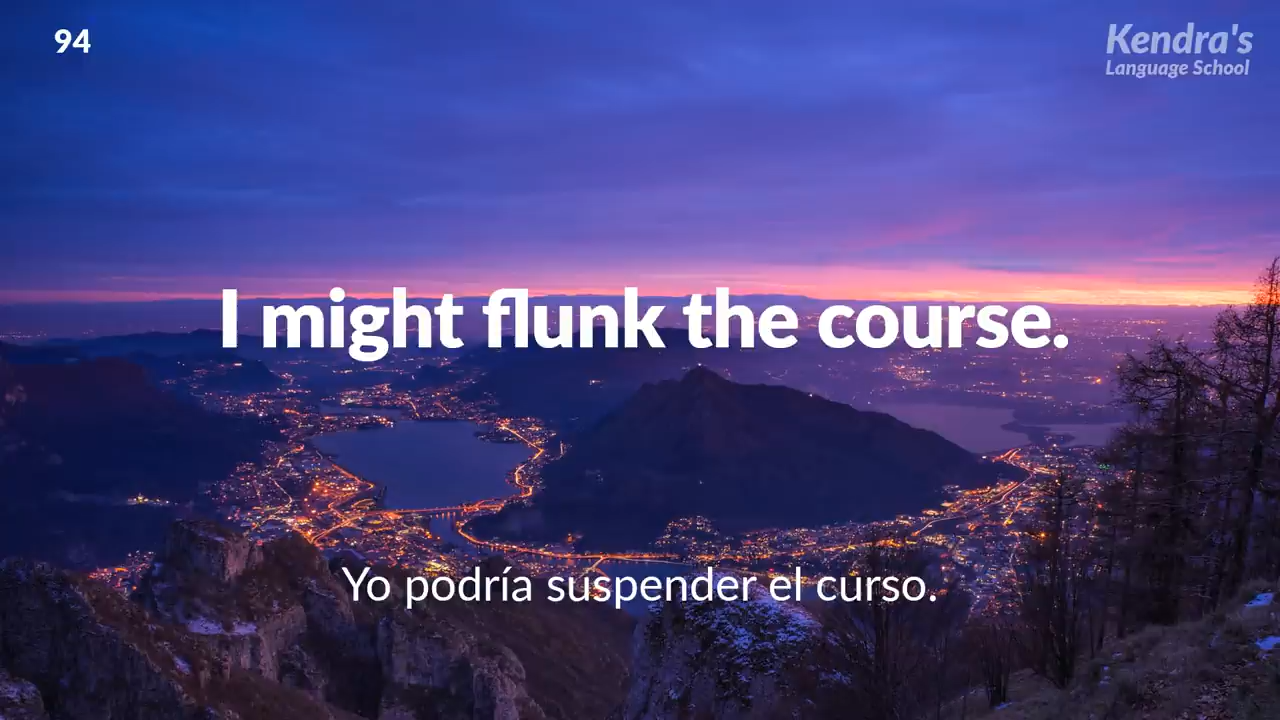 94
Kendra's
Language School
I might flunk the course.
Yo podría suspender el curso.